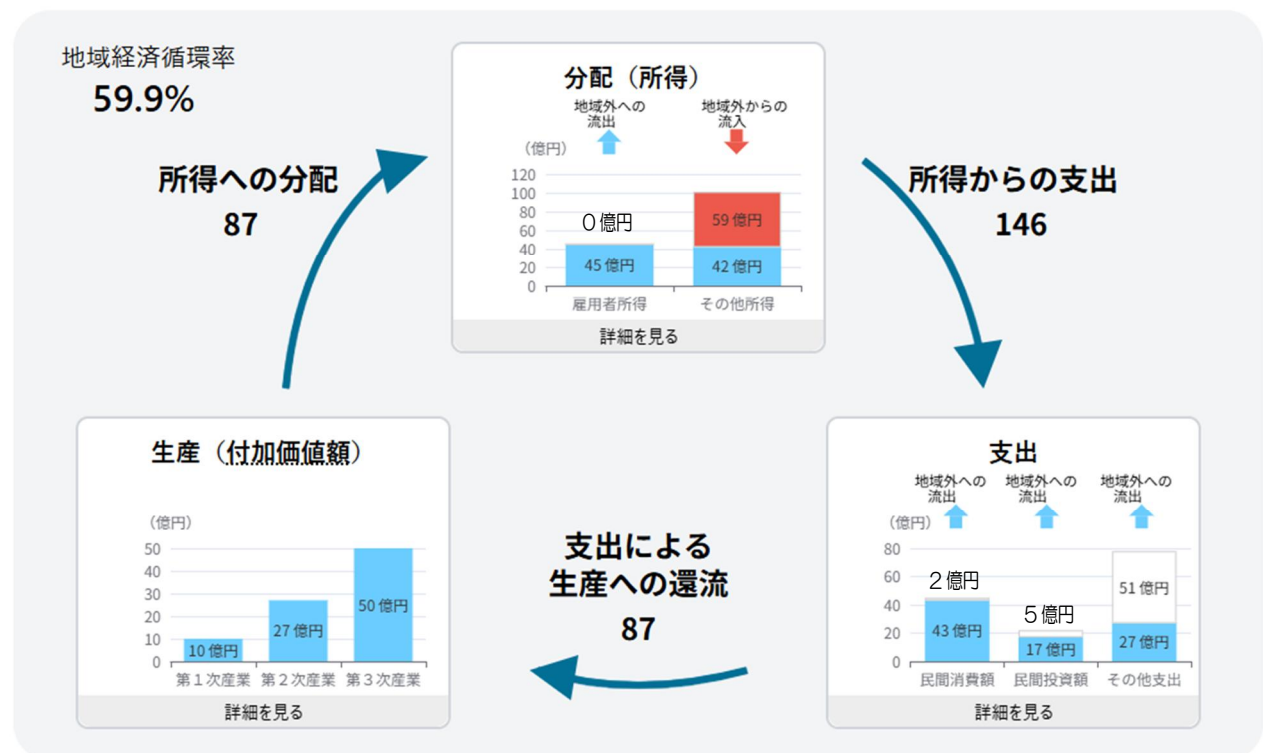 地域経済循環率
59.9%
分配（所得）
地域外への
流出
地域外からの
流入
（億円）
120
100
80
60
40
20
0
0億円
45億円
59億円
42億円
雇用者所得
その他所得
詳細を見る
所得への分配
87
所得からの支出
146
生産（付加価値額）
（億円）
50
40
30
20
10
0
10億円
27億円
50億円
第1次産業
第2次産業
第3次産業
詳細を見る
支出による
生産への還流
87
支出
地域外への
流出
地域外への
流出
地域外への
流出
（億円）
80
60
40
20
0
2億円
43億円
5億円
17億円
51億円
27億円
民間消費額
民間投資額
その他支出
詳細を見る